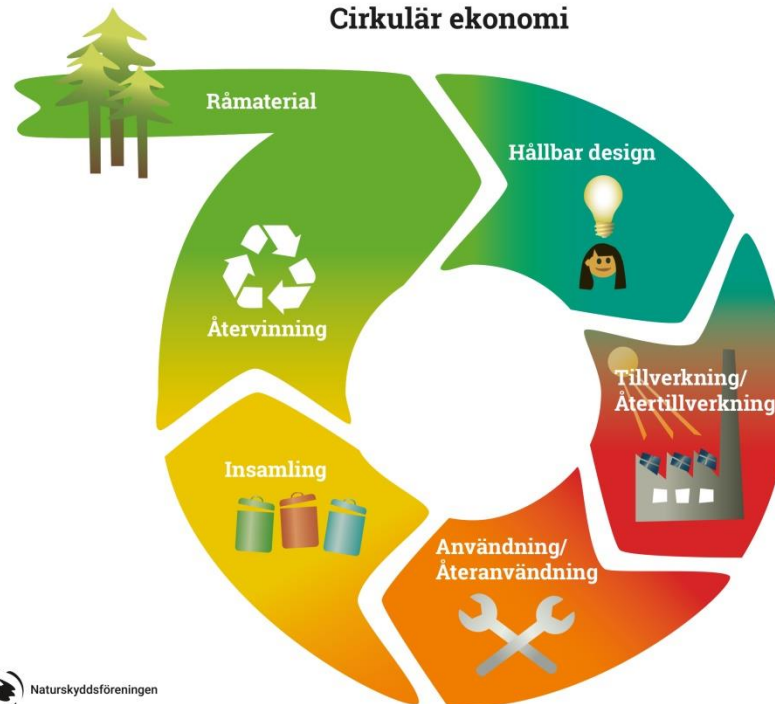 Cirkulär ekonomi
Råmaterial
Hållbar design
Tillverkning/
Återtillverkning
Användning/
Återanvändning
Insamling
Återvinning
Naturskyddsföreningen